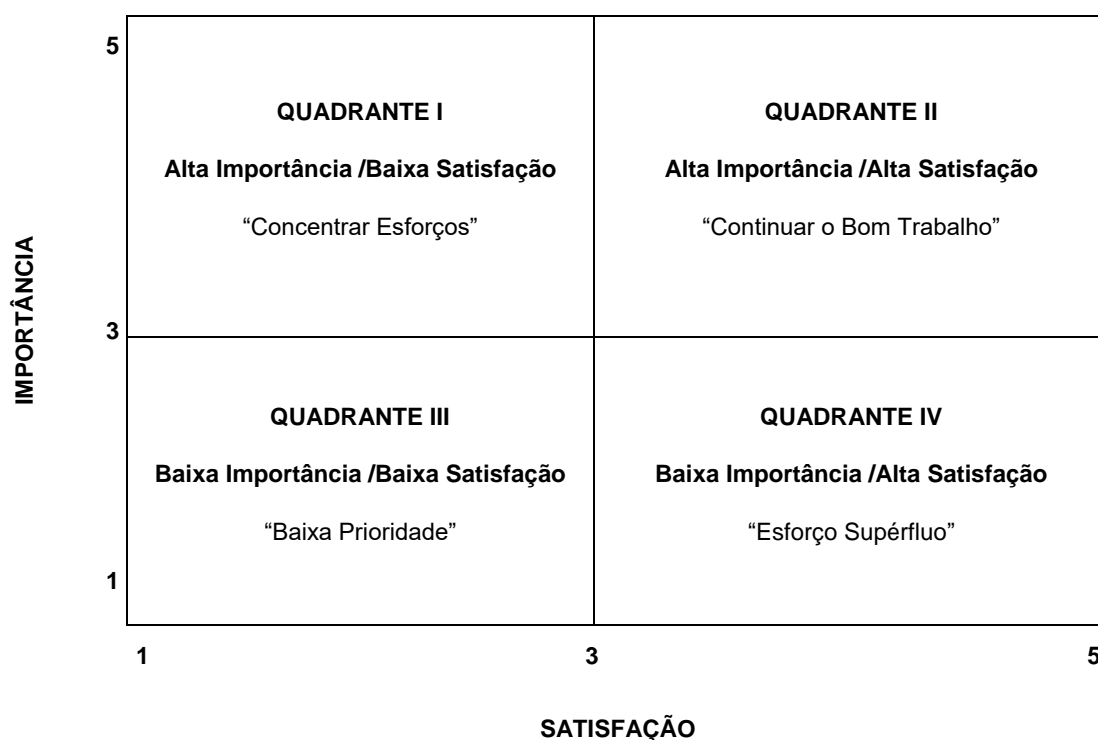 5
QUADRANTE I
Alta Importância /Baixa Satisfação
“Concentrar Esforços”
QUADRANTE II
Alta Importância /Alta Satisfação
“Continuar o Bom Trabalho”
IMPORTÂNCIA
3
QUADRANTE III
Baixa Importância /Baixa Satisfação
“Baixa Prioridade”
QUADRANTE IV
Baixa Importância /Alta Satisfação
“Esforço Supérfluo”
1
1
3
5
SATISFAÇÃO